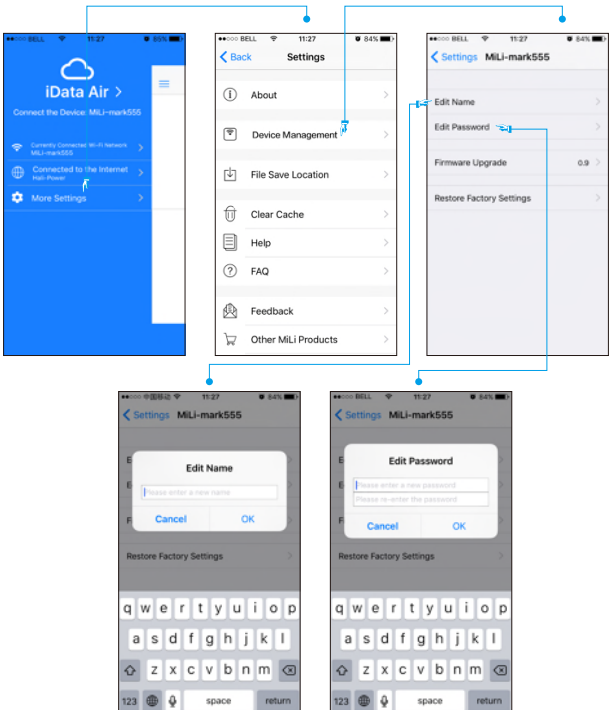 BELL 11:27 85%
iData Air >
Connect the Device: MiLi-mark555
Currently Connected Wi-Fi Network
MiLi-mark555
Connected to the Internet
Hali-Power
More Settings
BELL 11:27 84%
Back Settings
About
Device Management
File Save Location
Clear Cache
Help
FAQ
Feedback
Other MiLi Products
BELL 11:27 84%
Settings MiLi-mark555
Edit Name
Edit Password
Firmware Upgrade 0.9
Restore Factory Settings
中国移动 11:27 84%
Settings MiLi-mark555
E
Edit Name
E
Please enter a new name
F
Cancel OK
Restore Factory Settings
q w e r t y u i o p
a s d f g h j k l
z x c v b n m
123 space return
BELL 11:27 84%
Settings MiLi-mark555
E
Edit Password
E
Please enter a new password
Please re-enter the password
F
Cancel OK
Restore Factory Settings
q w e r t y u i o p
a s d f g h j k l
z x c v b n m
123 space return